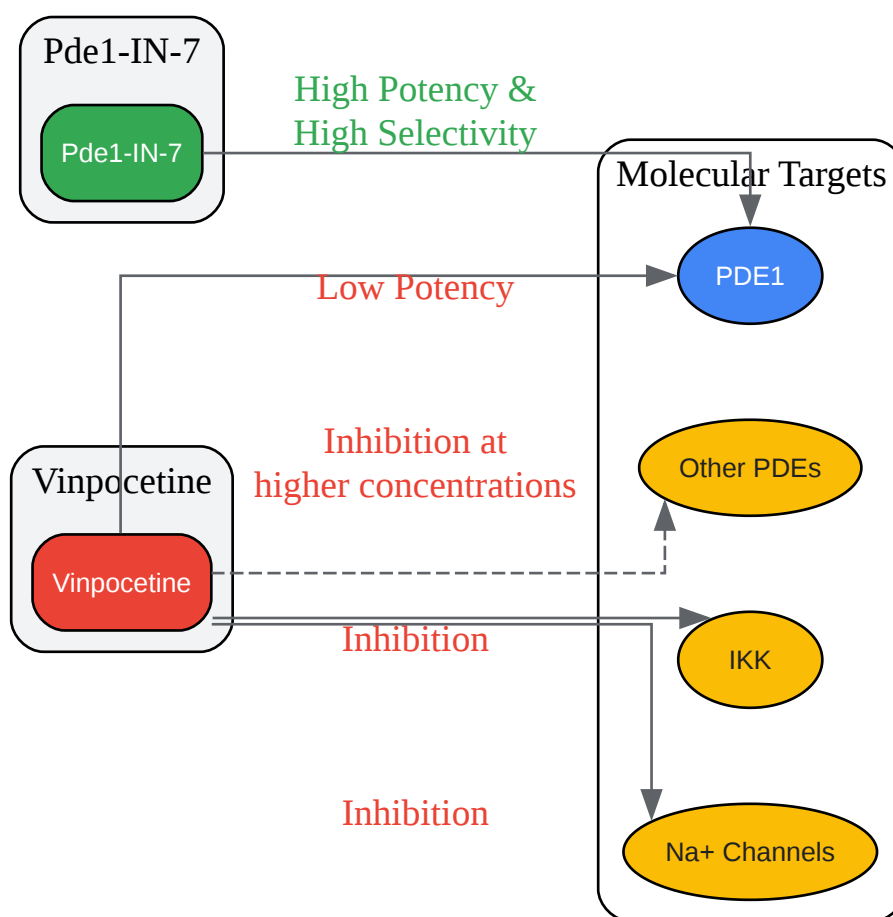 Pde1-IN-7
Pde1-IN-7
High Potency &
High Selectivity
Molecular Targets
PDE1
Low Potency
Inhibition at
higher concentrations
Other PDEs
Vinpocetine
Vinpocetine
Inhibition
IKK
Inhibition
Na+ Channels